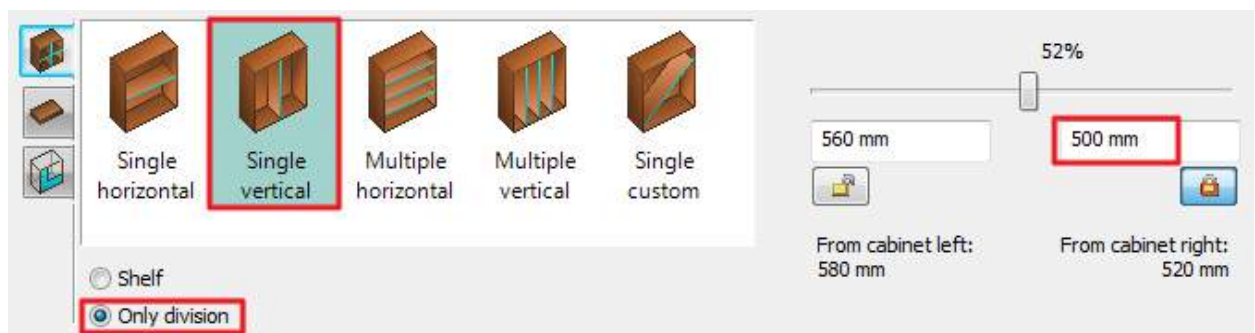 52%
560 mm
500 mm
Single
horizontal
Single
vertical
Multiple
horizontal
Multiple
vertical
Single
custom
From cabinet left:
580 mm
From cabinet right:
520 mm
Shelf
Only division